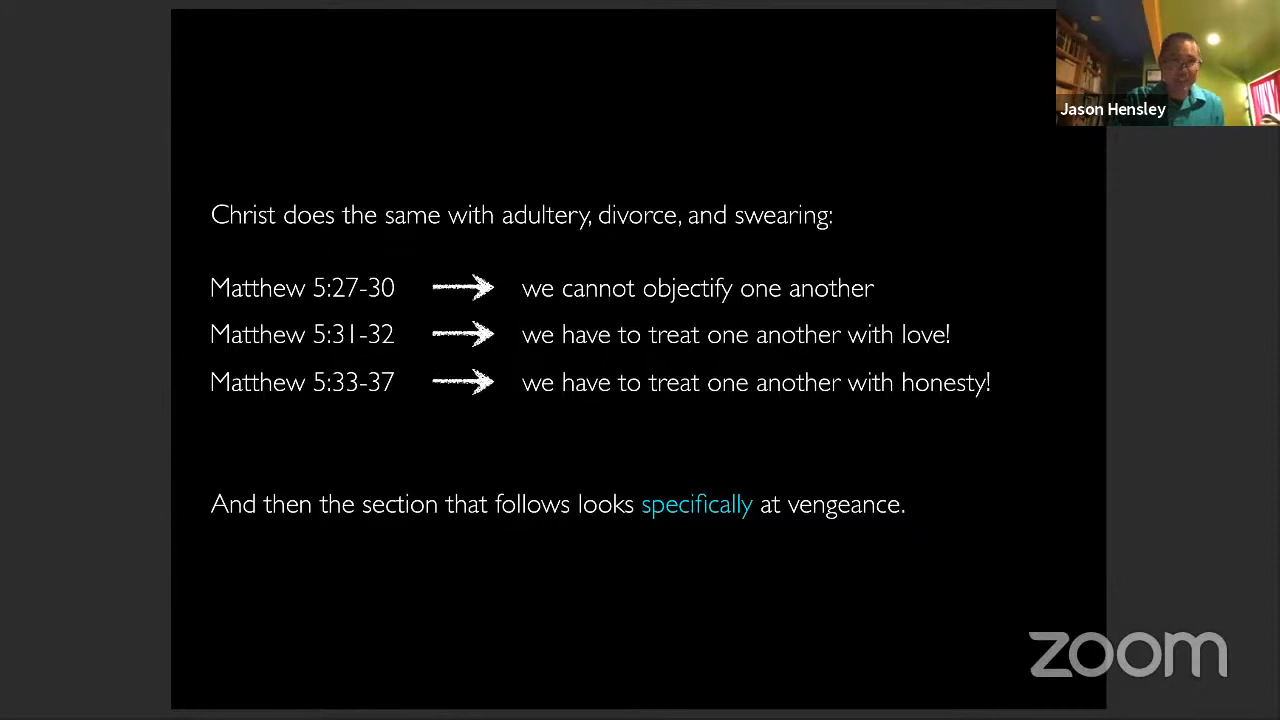 Jason Hensley
Christ does the same with adultery, divorce, and swearing:
Matthew 5:27-30 we cannot objectify one another
Matthew 5:31-32 we have to treat one another with love!
Matthew 5:33-37 we have to treat one another with honesty!
And then the section that follows looks specifically at vengeance.
zoom